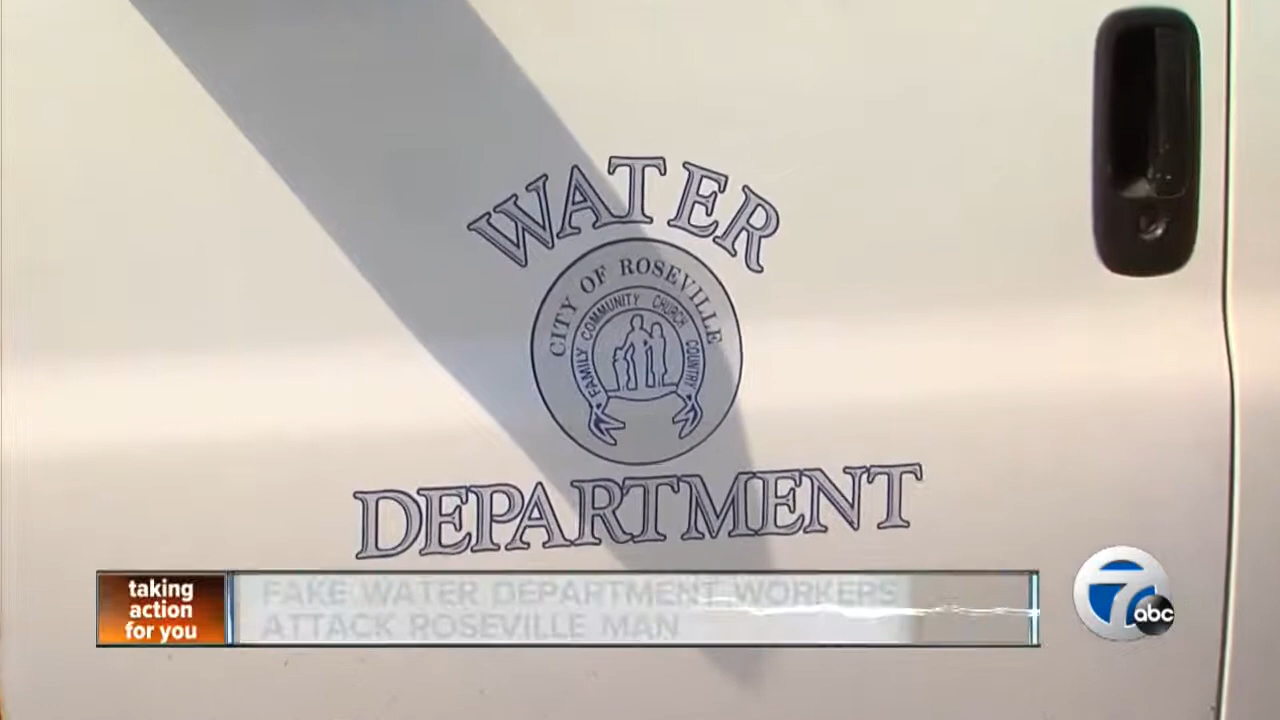 WATER
CITY OF ROSEVILLE
FAMILY COMMUNITY CHURCH COUNTRY
DEPARTMENT
taking
action
for you
FAKE WATER DEPARTMENT WORKERS
ATTACK ROSEVILLE MAN
7
abc